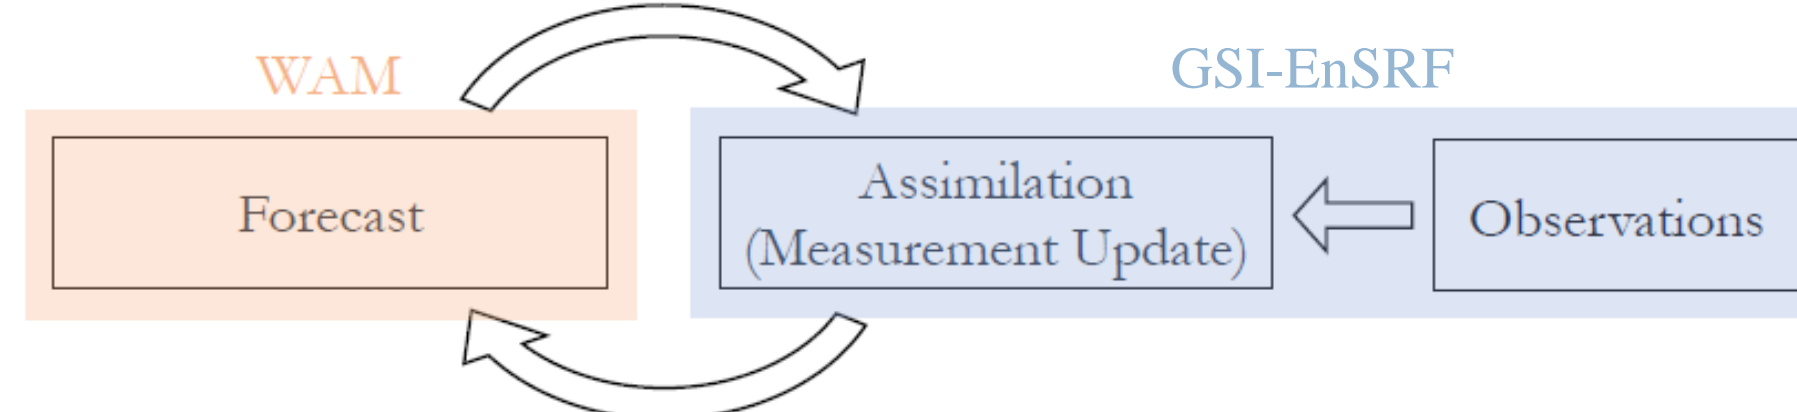 WAM
GSI-EnSRF
Forecast
Assimilation
(Measurement Update)
Observations